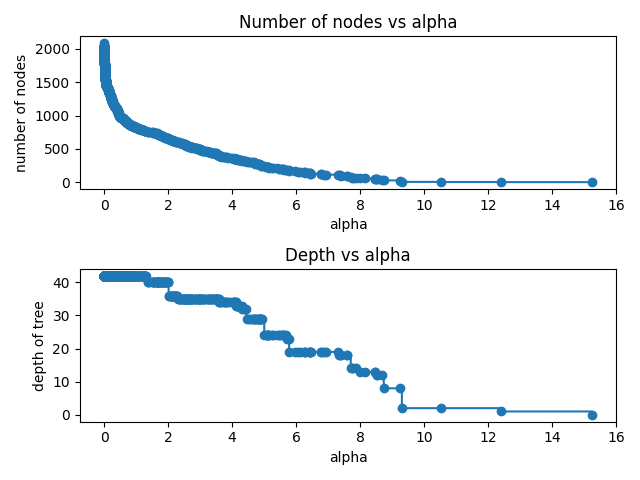 Number of nodes vs alpha
number of nodes
2000
1500
1000
500
0
0 2 4 6 8 10 12 14 16
alpha
Depth vs alpha
depth of tree
40
30
20
10
0
0 2 4 6 8 10 12 14 16
alpha